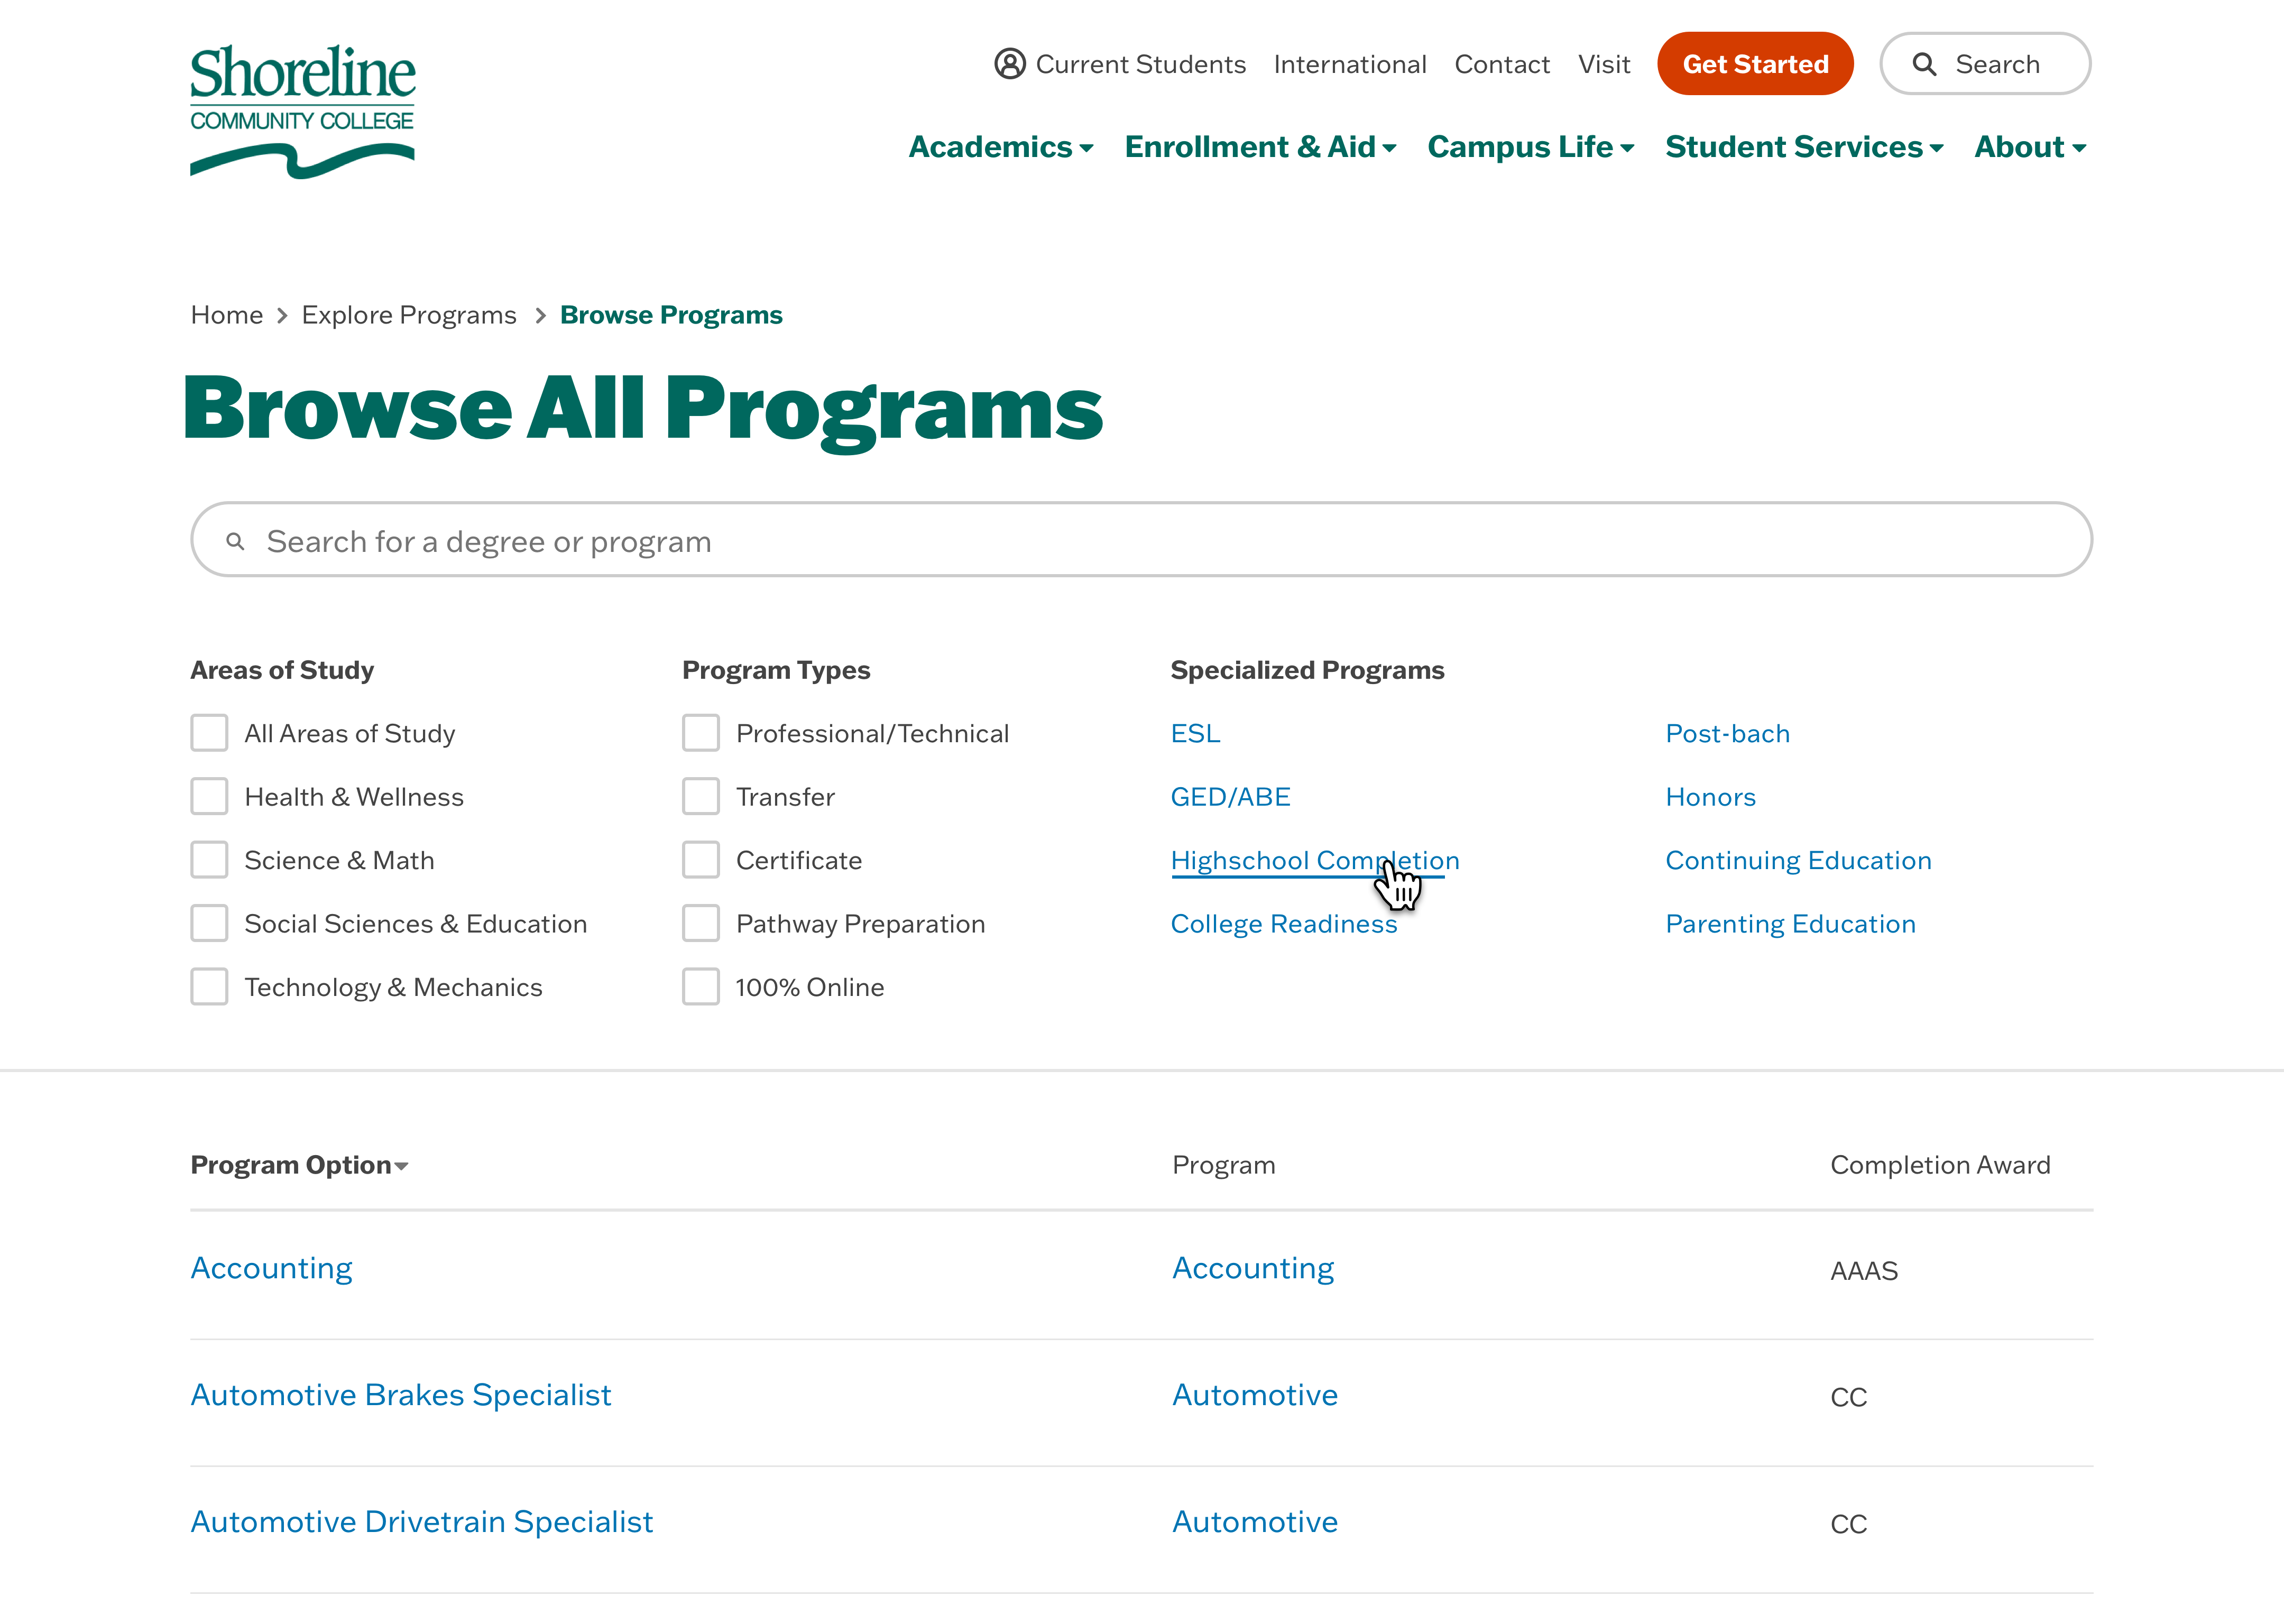 Shoreline
COMMUNITY COLLEGE
Current Students International Contact Visit Get Started Search
Academics Enrollment & Aid Campus Life Student Services About
Home > Explore Programs > Browse Programs
Browse All Programs
Search for a degree or program
Areas of Study
All Areas of Study
Health & Wellness
Science & Math
Social Sciences & Education
Technology & Mechanics
Program Types
Professional/Technical
Transfer
Certificate
Pathway Preparation
100% Online
Specialized Programs
ESL
GED/ABE
Highschool Completion
College Readiness
Post-bach
Honors
Continuing Education
Parenting Education
Program Option Program Completion Award
Accounting Accounting AAAS
Automotive Brakes Specialist Automotive CC
Automotive Drivetrain Specialist Automotive CC